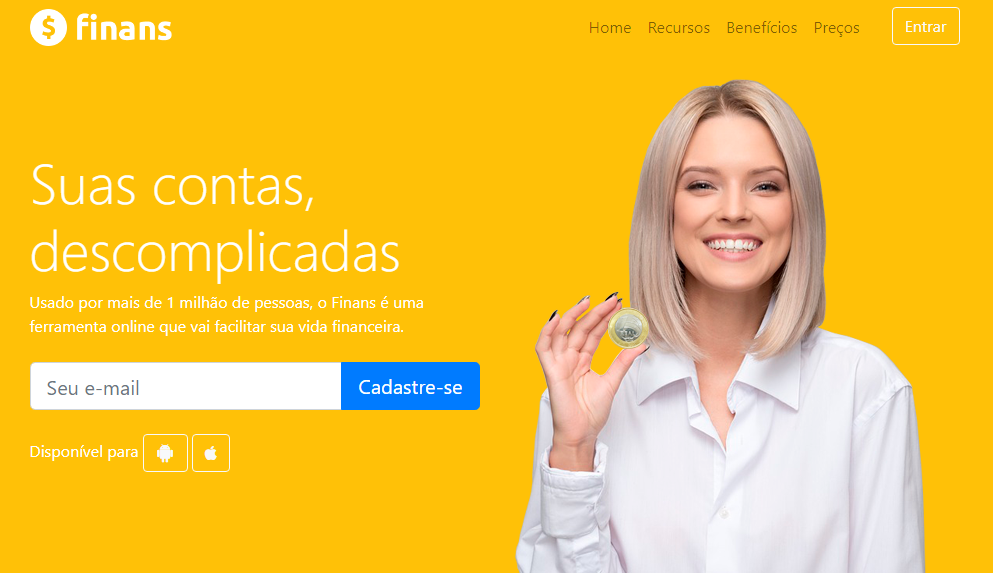 finans
Home Recursos Benefícios Preços Entrar
Suas contas,
descomplicadas
Usado por mais de 1 milhão de pessoas, o Finans é uma
ferramenta online que vai facilitar sua vida financeira.
Seu e-mail Cadastre-se
Disponível para